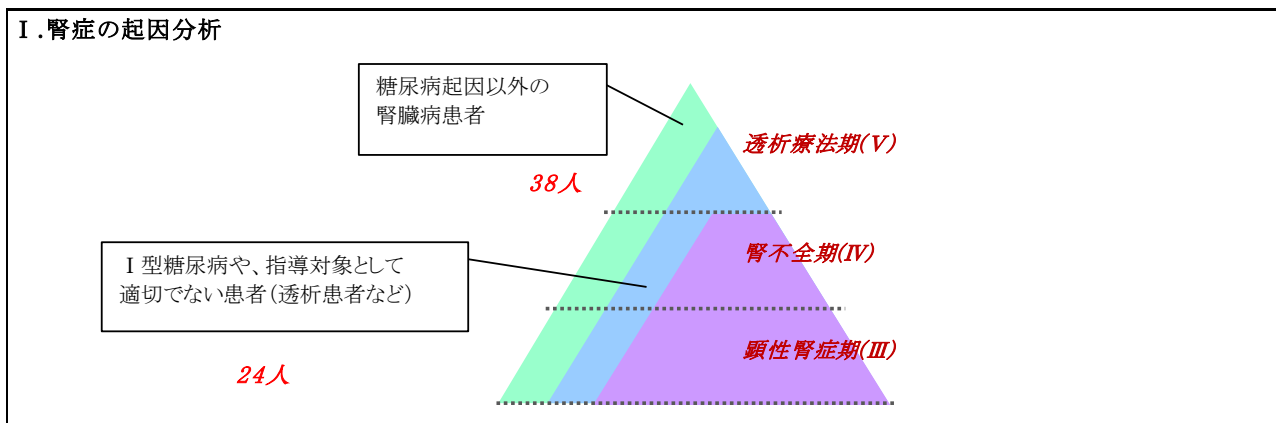 Ⅰ.腎症の起因分析
糖尿病起因以外の
腎臓病患者
透析療法期(Ⅴ)
38人
腎不全期(Ⅳ)
Ⅰ型糖尿病や、指導対象として
適切でない患者(透析患者など)
顕性腎症期(Ⅲ)
24人